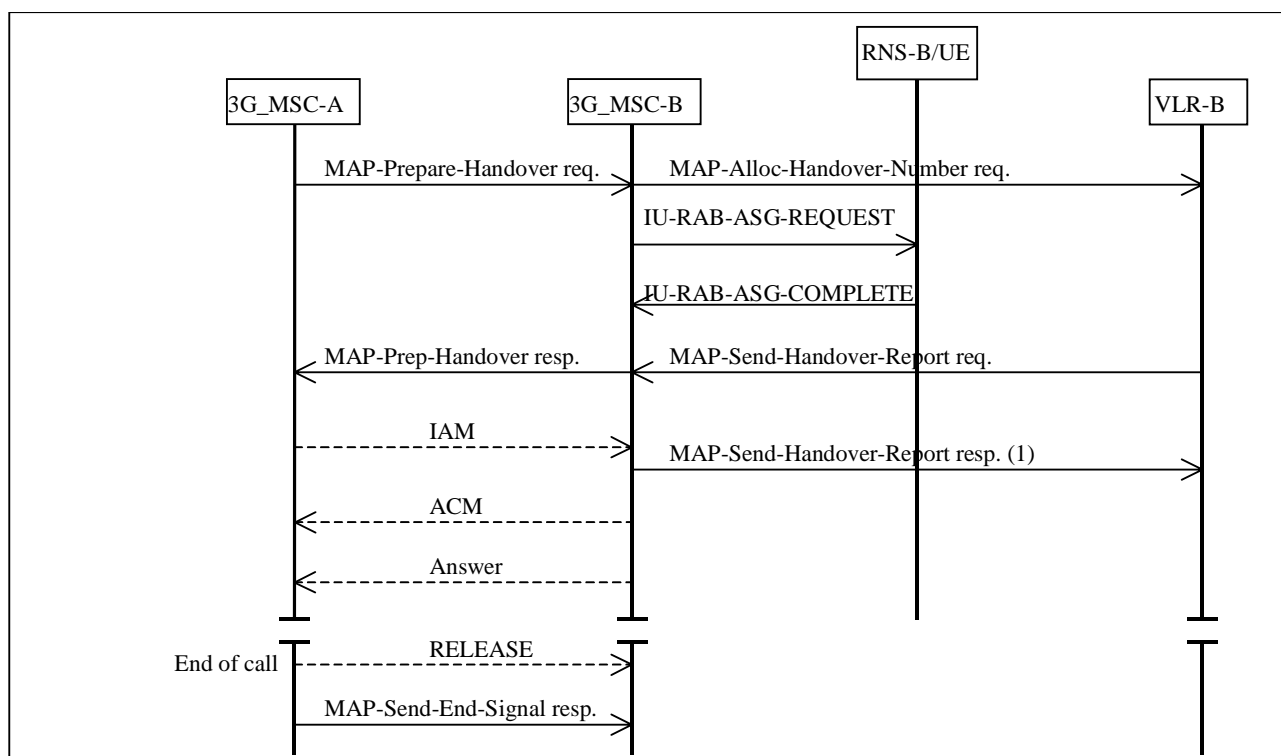 RNS-B/UE
3G_MSC-A
3G_MSC-B
VLR-B
MAP-Prepare-Handover req.
MAP-Alloc-Handover-Number req.
IU-RAB-ASG-REQUEST
IU-RAB-ASG-COMPLETE
MAP-Prep-Handover resp.
MAP-Send-Handover-Report req.
IAM
MAP-Send-Handover-Report resp. (1)
ACM
Answer
RELEASE
End of call
MAP-Send-End-Signal resp.